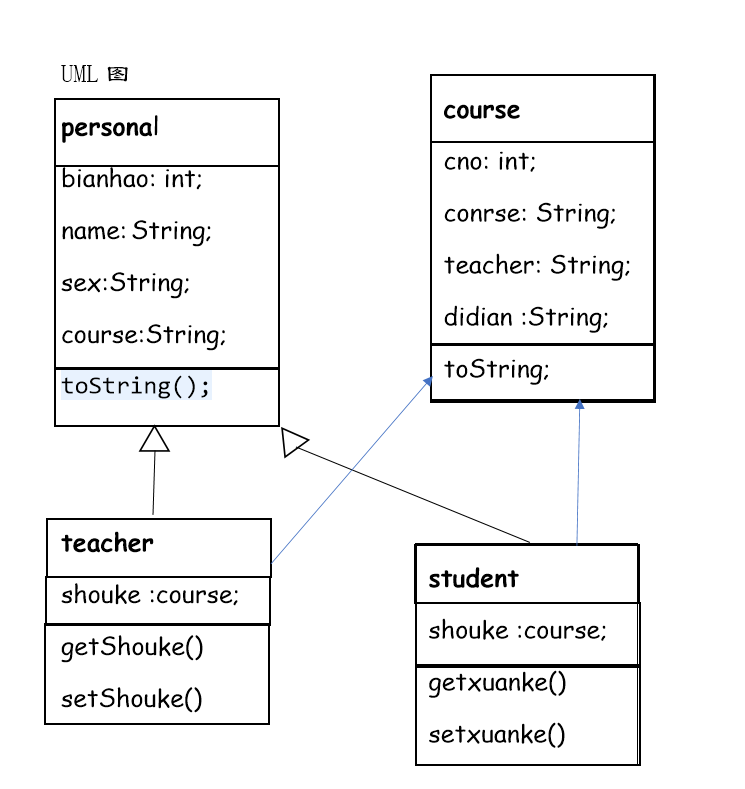 UML 图
personal
bianhao: int;
name: String;
sex:String;
course:String;
toString();
course
cno: int;
conrse: String;
teacher: String;
didian :String;
toString;
teacher
shouke :course;
getShouke()
setShouke()
student
shouke :course;
getxuanke()
setxuanke()